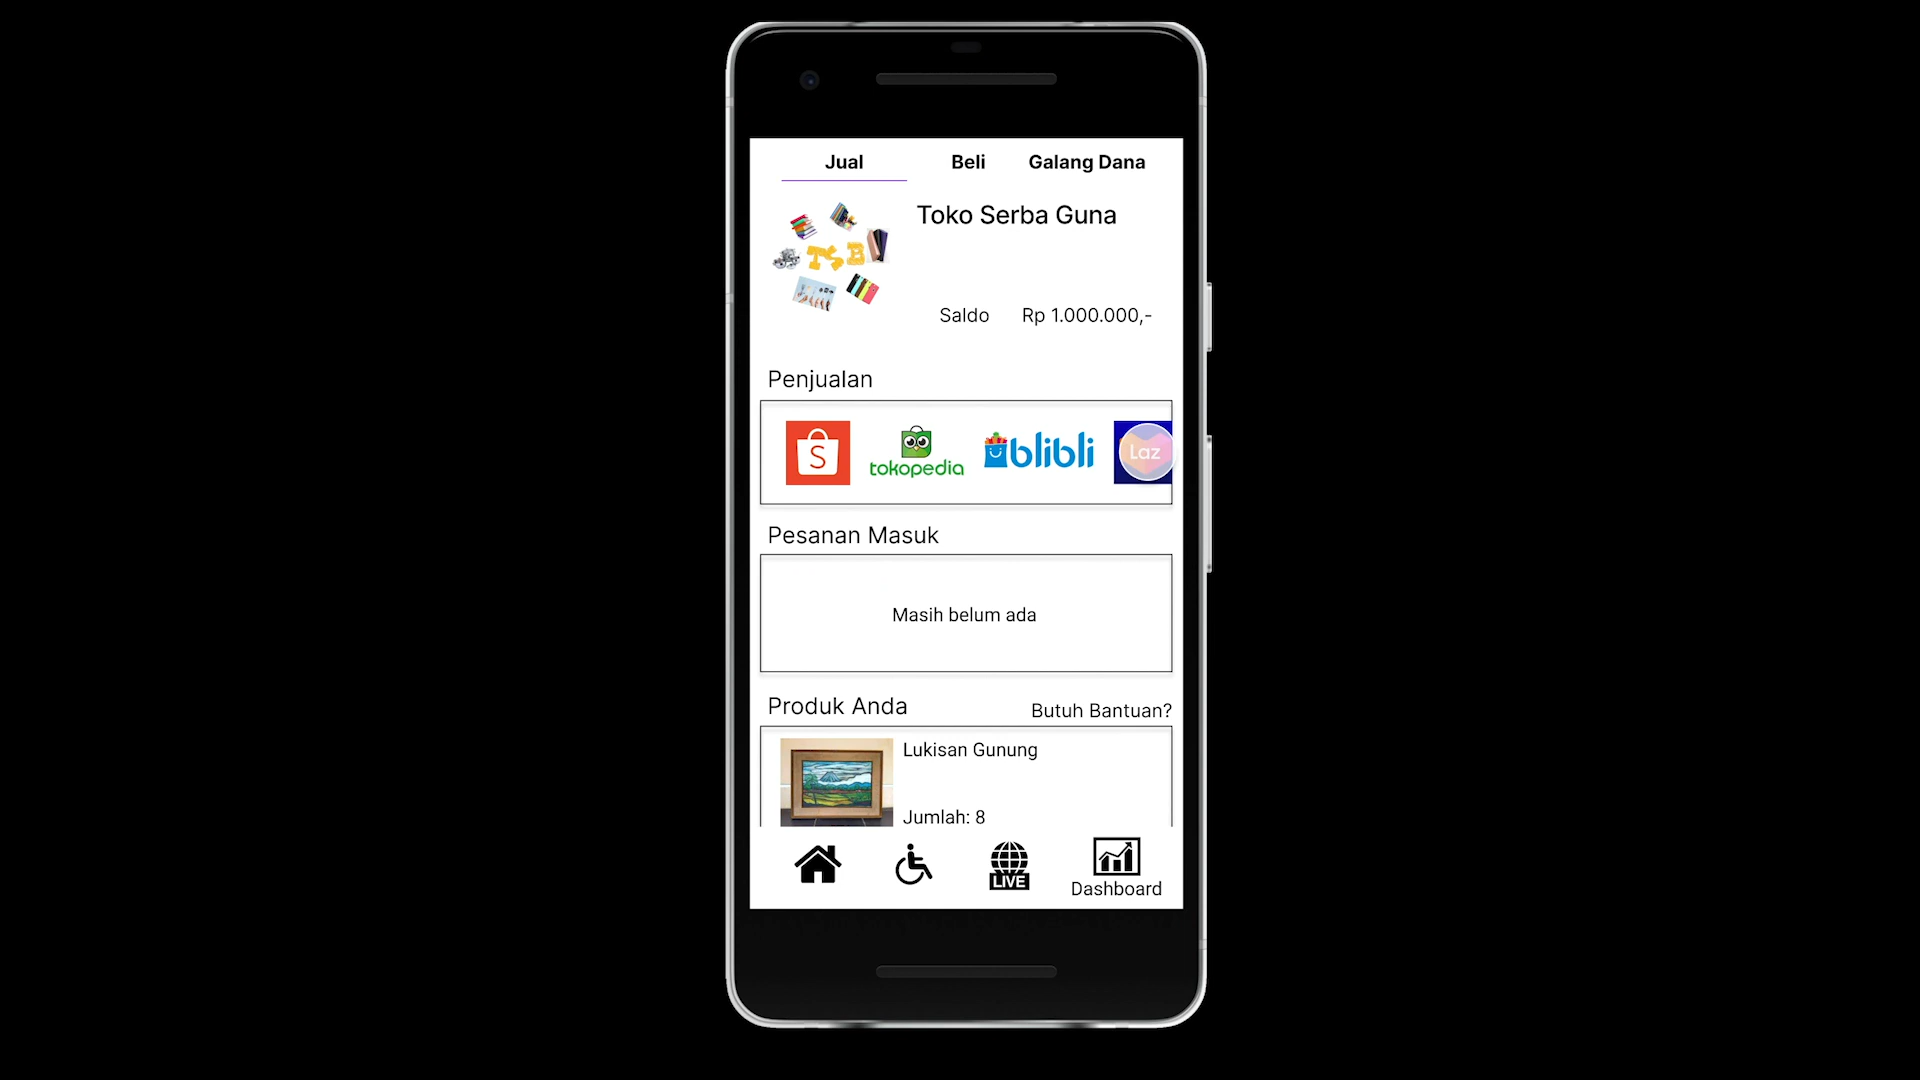 Jual Beli Galang Dana
Toko Serba Guna
TSB
Saldo Rp 1.000.000,-
Penjualan
S tokopedia blibli Laz
Pesanan Masuk
Masih belum ada
Produk Anda Butuh Bantuan?
Lukisan Gunung
Jumlah: 8
LIVE
Dashboard